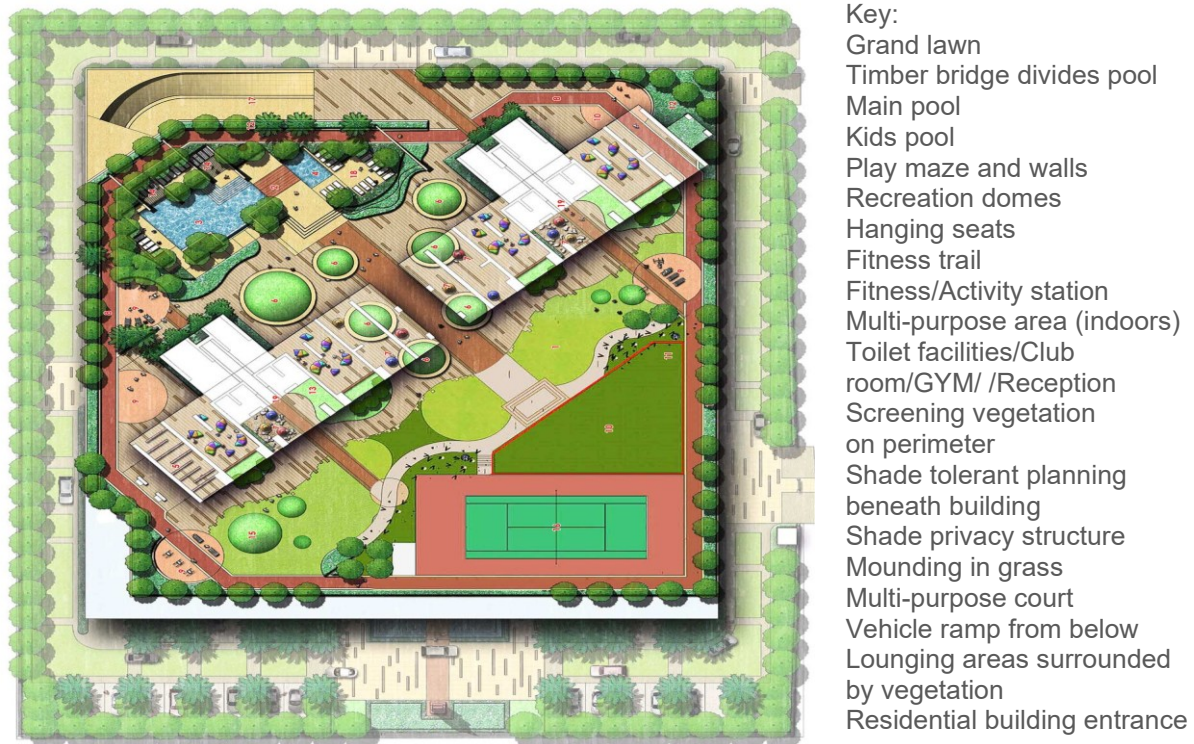 Key:
Grand lawn
Timber bridge divides pool
Main pool
Kids pool
Play maze and walls
Recreation domes
Hanging seats
Fitness trail
Fitness/Activity station
Multi-purpose area (indoors)
Toilet facilities/Club
room/GYM/ /Reception
Screening vegetation
on perimeter
Shade tolerant planning
beneath building
Shade privacy structure
Mounding in grass
Multi-purpose court
Vehicle ramp from below
Lounging areas surrounded
by vegetation
Residential building entrance